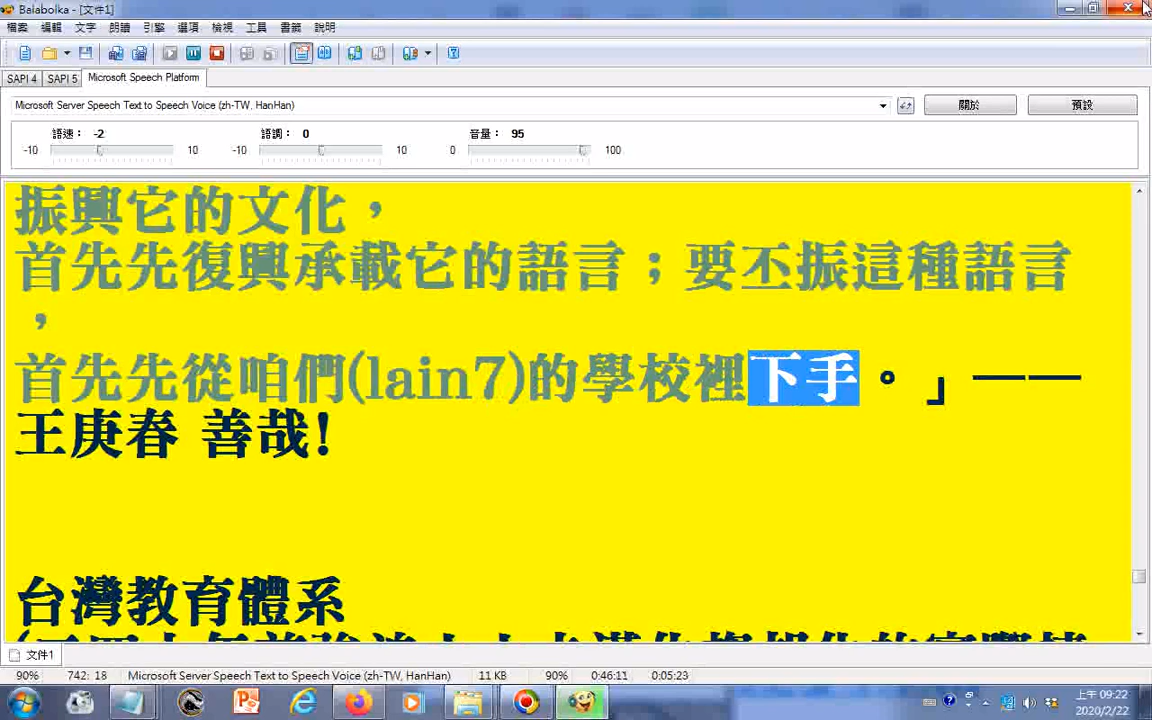 Balabolka - [文件1]
檔案 編輯 文字 朗讀 引擎 選項 檢視 工具 書籤 說明
SAPI 4 SAPI 5 Microsoft Speech Platform
Microsoft Server Speech Text to Speech Voice (zh-TW, HanHan) 關於 預設
語速： -2 語調： 0 音量： 95
-10 10 -10 10 0 100
振興它的文化，
首先先復興承載它的語言；要丕振這種語言
，
首先先從咱們(lain7)的學校裡下手。」——
王庚春 善哉!
台灣教育體系
文件1
90% 742: 18 Microsoft Server Speech Text to Speech Voice (zh-TW, HanHan) 11 KB 90% 0:46:11 0:05:23
上午 09:22
2020/2/22